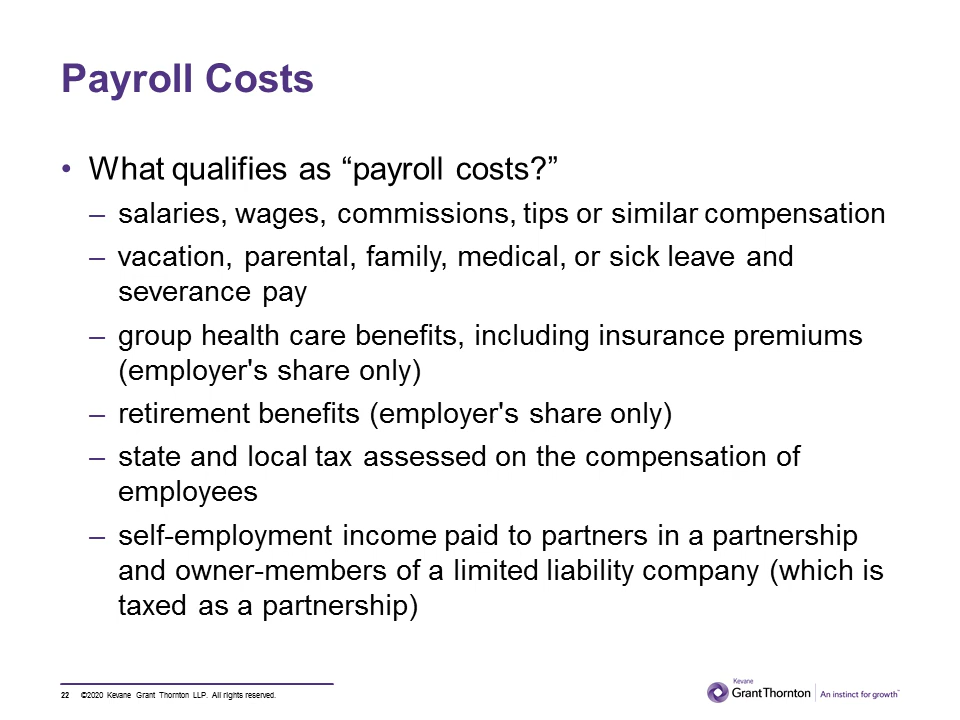 Payroll Costs
• What qualifies as “payroll costs?”
– salaries, wages, commissions, tips or similar compensation
– vacation, parental, family, medical, or sick leave and
severance pay
– group health care benefits, including insurance premiums
(employer's share only)
– retirement benefits (employer's share only)
– state and local tax assessed on the compensation of
employees
– self-employment income paid to partners in a partnership
and owner-members of a limited liability company (which is
taxed as a partnership)
22 ©2020 Kevane Grant Thornton LLP. All rights reserved.
Kevane
GrantThornton An instinct for growth™